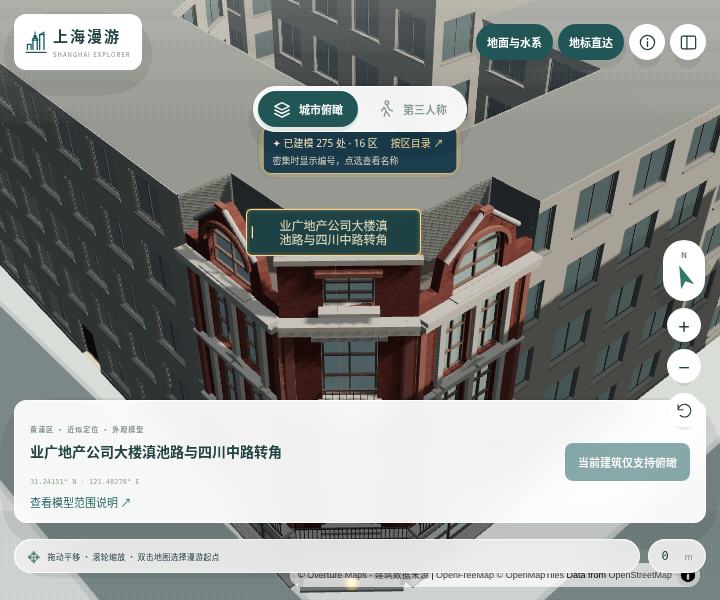 上海漫游
SHANGHAI EXPLORER
地面与水系
地标直达
城市俯瞰
第三人称
✦ 已建模 275 处 · 16 区 按区目录 ↗
密集时显示编号，点选查看名称
业广地产公司大楼滇
池路与四川中路转角
N
+
−
黄浦区 • 近似定位 • 外观模型
业广地产公司大楼滇池路与四川中路转角
31.24151° N · 121.48278° E
查看模型范围说明 ↗
当前建筑仅支持俯瞰
拖动平移 • 滚轮缩放 • 双击地图选择漫游起点
0 m
© Overture Maps · 建筑数据来源 | OpenFreeMap © OpenMapTiles Data from OpenStreetMap